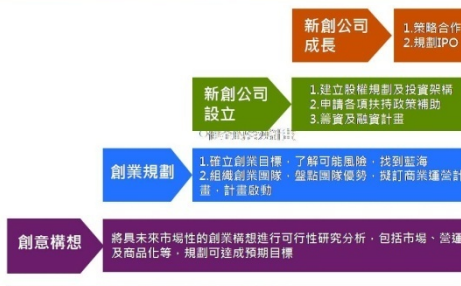 新創公司
成長
1.策略合作
2.規劃IPO
新創公司
設立
1.建立股權規劃及投資架構
2.申請各項扶持政策補助
3.籌資及融資計畫
創業規劃
1.確立創業目標，了解可能風險，找到藍海
2.組織創業團隊，盤點團隊優勢，擬訂商業運營計
畫，計畫啟動
創意構想
將具未來市場性的創業構想進行可行性研究分析，包括市場、營運
及商品化等，規劃可達成預期目標